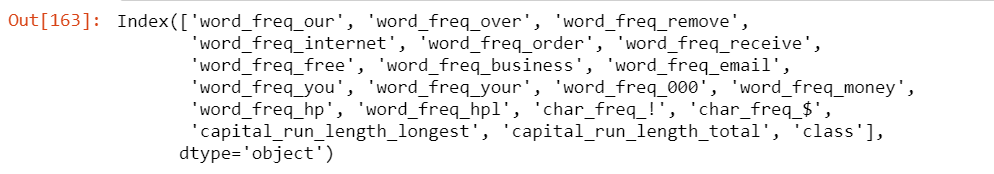 Out[163]: Index(['word_freq_our', 'word_freq_over', 'word_freq_remove',
'word_freq_internet', 'word_freq_order', 'word_freq_receive',
'word_freq_free', 'word_freq_business', 'word_freq_email',
'word_freq_you', 'word_freq_your', 'word_freq_000', 'word_freq_money',
'word_freq_hp', 'word_freq_hpl', 'char_freq_!', 'char_freq_$',
'capital_run_length_longest', 'capital_run_length_total', 'class'],
dtype='object')